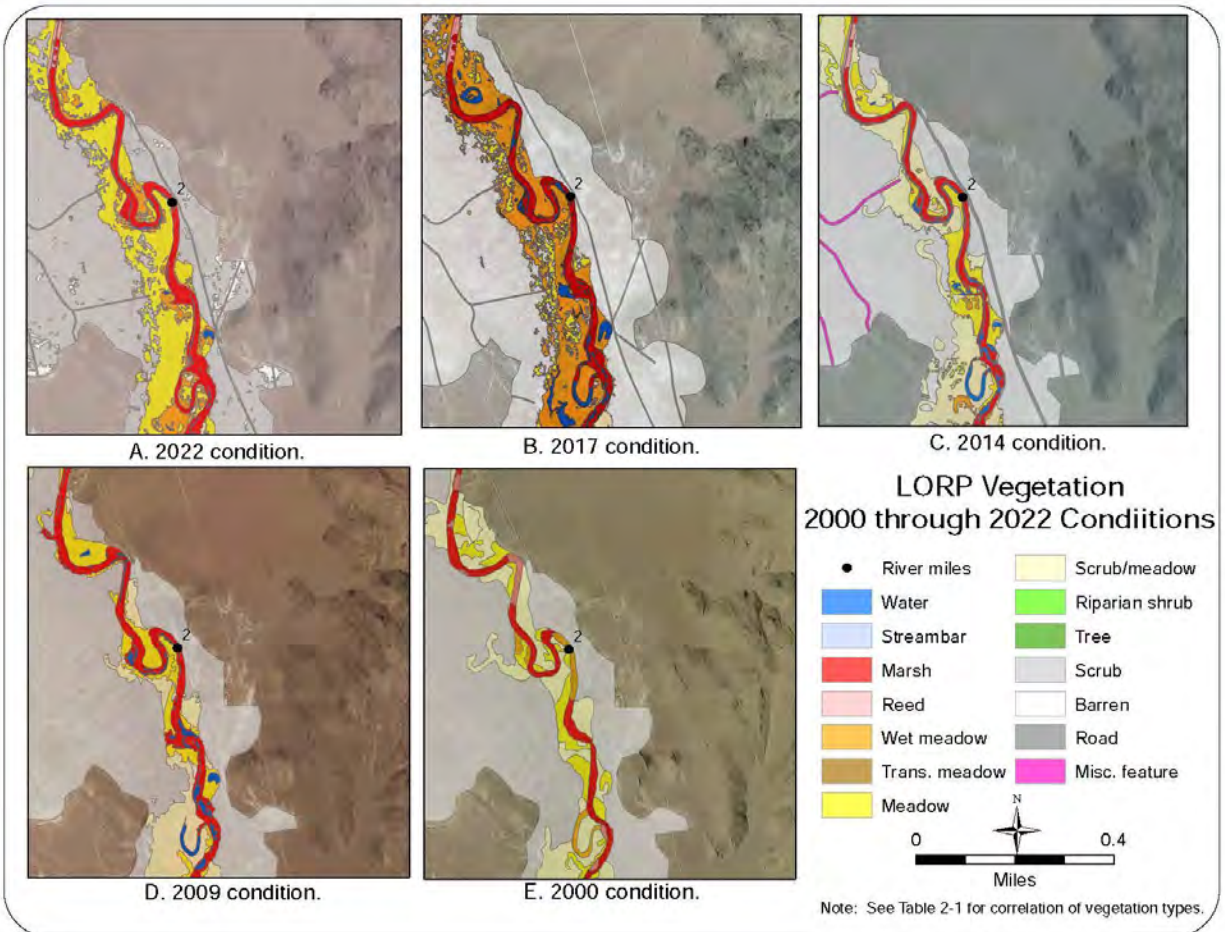 2
2
2
A. 2022 condition.
B. 2017 condition.
C. 2014 condition.
2
2
D. 2009 condition.
E. 2000 condition.
LORP Vegetation
2000 through 2022 Condiitions
River miles
Water
Streambar
Marsh
Reed
Wet meadow
Trans. meadow
Meadow
Scrub/meadow
Riparian shrub
Tree
Scrub
Barren
Road
Misc. feature
N
0 0.4
Miles
Note: See Table 2-1 for correlation of vegetation types.